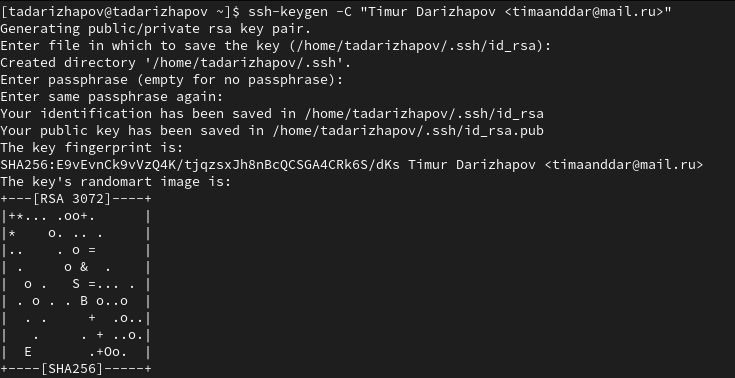 [tadarizhapov@tadarizhapov ~]$ ssh-keygen -C "Timur Darizhapov <timaanddar@mail.ru>"
Generating public/private rsa key pair.
Enter file in which to save the key (/home/tadarizhapov/.ssh/id_rsa):
Created directory '/home/tadarizhapov/.ssh'.
Enter passphrase (empty for no passphrase):
Enter same passphrase again:
Your identification has been saved in /home/tadarizhapov/.ssh/id_rsa
Your public key has been saved in /home/tadarizhapov/.ssh/id_rsa.pub
The key fingerprint is:
SHA256:E9vEvnCk9vVzQ4K/tjqzsxJh8nBcQCSGA4CRk6S/dKs Timur Darizhapov <timaanddar@mail.ru>
The key's randomart image is:
+---[RSA 3072]----+
|+*... .oo+.      |
|*    o. .. .     |
|..    . o =      |
| .     o &  .    |
|  o .   S =... . |
| . o . . B o..o  |
|  . .     +  .o..|
|   .     . + ..o.|
|  E       .+Oo.  |
+----[SHA256]-----+